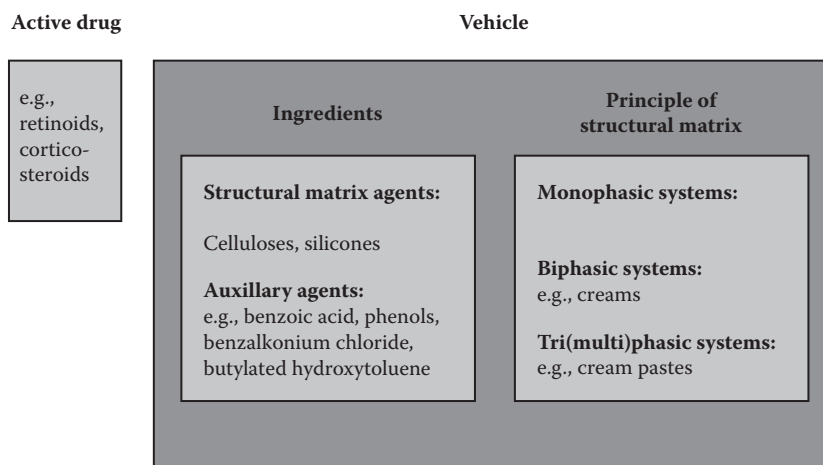 Active drug
Vehicle
e.g.,
retinoids,
cortico-
steroids
Ingredients
Principle of
structural matrix
Structural matrix agents:
Celluloses, silicones
Auxillary agents:
e.g., benzoic acid, phenols,
benzalkonium chloride,
butylated hydroxytoluene
Monophasic systems:
Biphasic systems:
e.g., creams
Tri(multi)phasic systems:
e.g., cream pastes